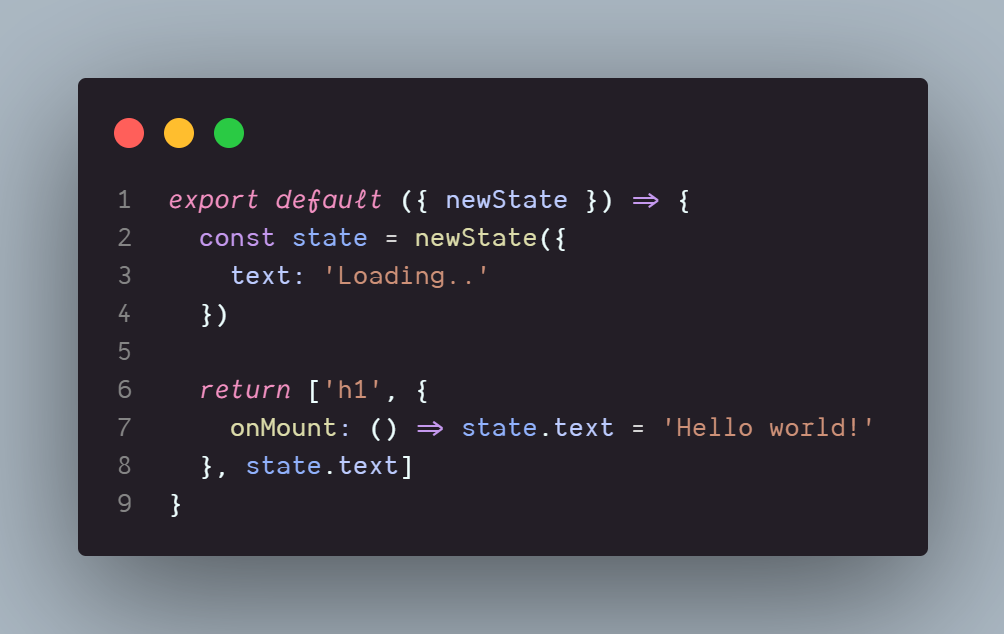 1 export default ({ newState }) => {
2   const state = newState({
3     text: 'Loading..'
4   })
5
6   return ['h1', {
7     onMount: () => state.text = 'Hello world!'
8   }, state.text]
9 }